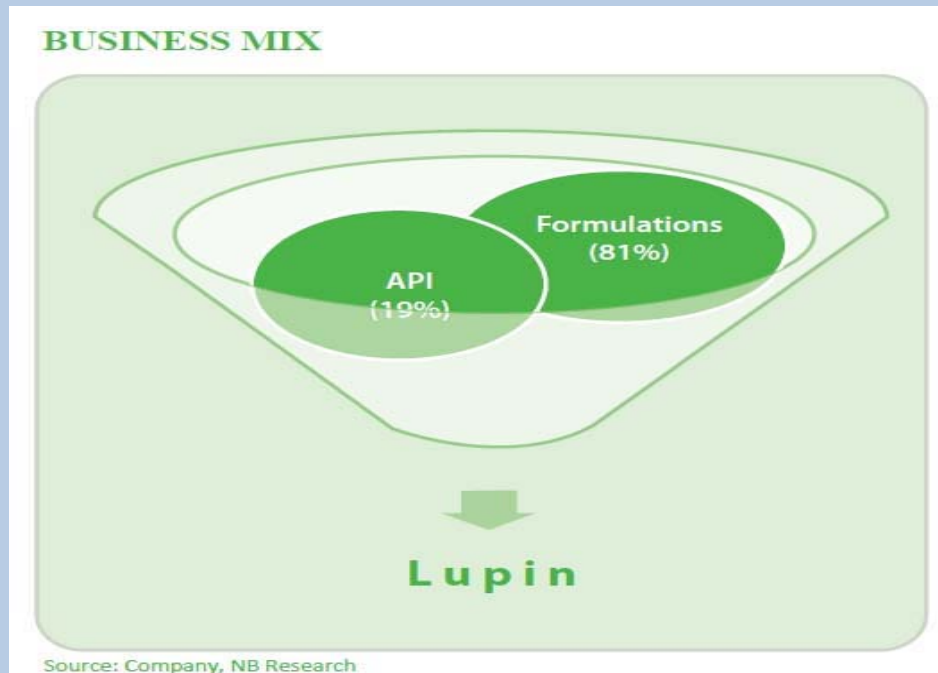 BUSINESS MIX
Formulations
(81%)
API
(19%)
Lupin
Source: Company, NB Research